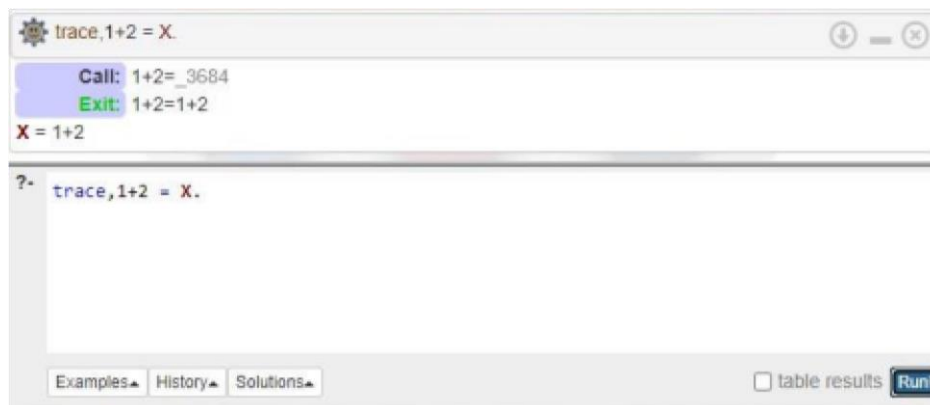 trace,1+2 = X.
Call: 1+2=_3684
Exit: 1+2=1+2
X = 1+2
?- trace,1+2 = X.
Examples History Solutions table results Run